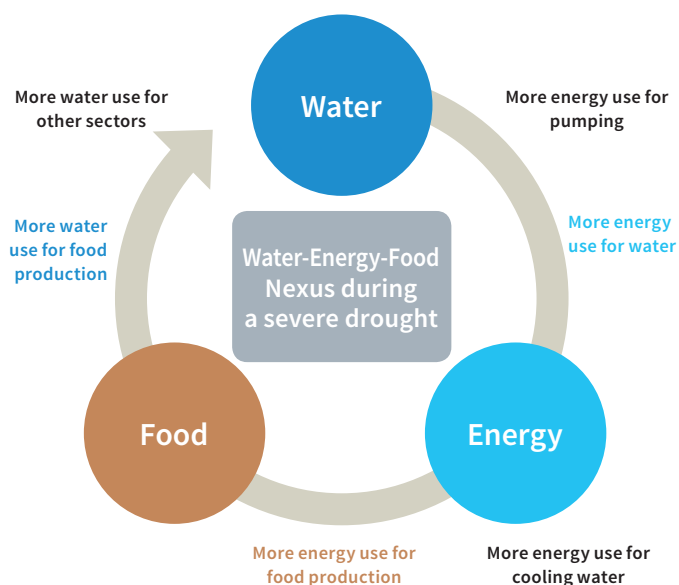 Water
More water use for
other sectors
More energy use for
pumping
More water
use for food
production
More energy
use for water
Water-Energy-Food
Nexus during
a severe drought
Food
Energy
More energy use for
food production
More energy use for
cooling water